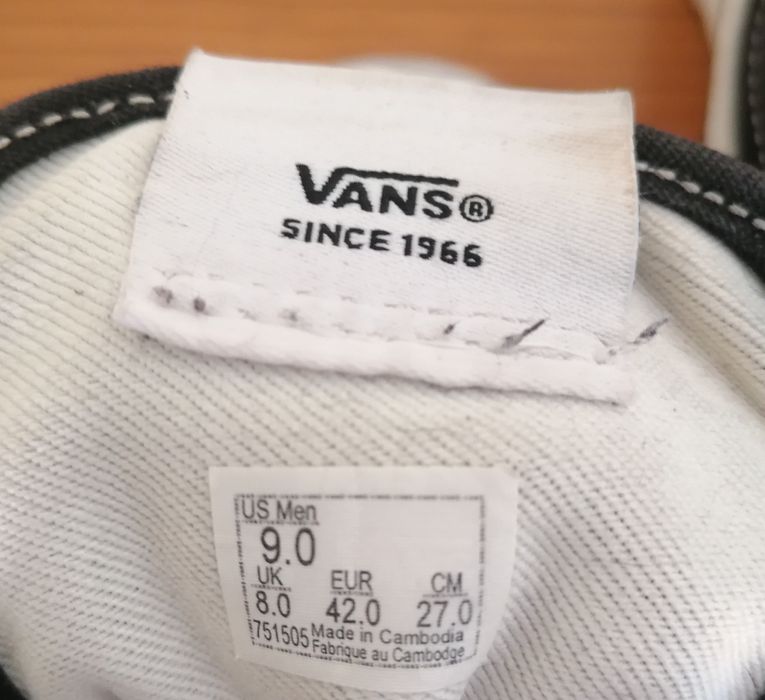 VANS®
SINCE 1966
US Men
9.0
UK EUR CM
8.0 42.0 27.0
751505 Made in Cambodia
Fabrique au Cambodge